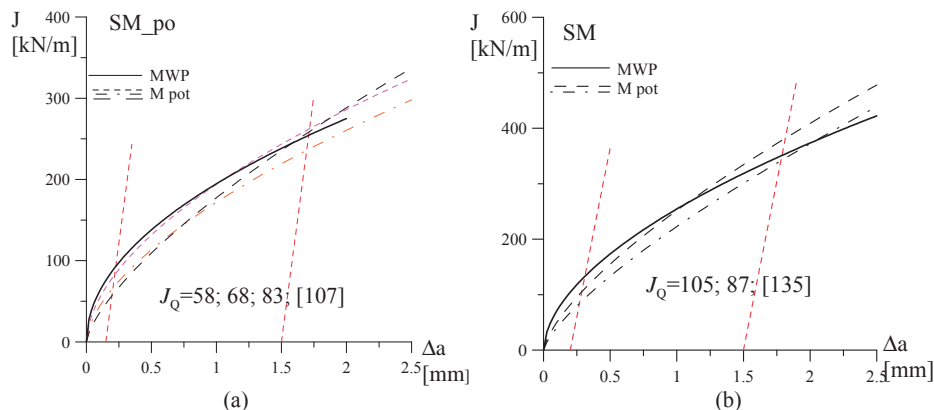 J
[kN/m]
SM_po
400
MWP
M pot
300
200
100
0
J_Q=58; 68; 83; [107]
0 0.5 1 1.5 2 2.5
Δa
[mm]
(a)
J
[kN/m]
SM
600
MWP
M pot
400
200
0
J_Q=105; 87; [135]
0 0.5 1 1.5 2 2.5
Δa
[mm]
(b)